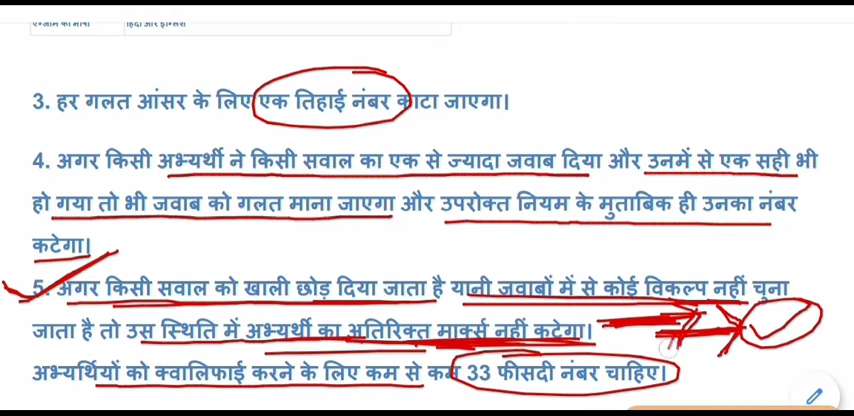 एग्जाम की भाषा हिंदी और इंग्लिश
3. हर गलत आंसर के लिए एक तिहाई नंबर काटा जाएगा।
4. अगर किसी अभ्यर्थी ने किसी सवाल का एक से ज्यादा जवाब दिया और उनमें से एक सही भी
हो गया तो भी जवाब को गलत माना जाएगा और उपरोक्त नियम के मुताबिक ही उनका नंबर
कटेगा।
5. अगर किसी सवाल को खाली छोड़ दिया जाता है यानी जवाबों में से कोई विकल्प नहीं चुना
जाता है तो उस स्थिति में अभ्यर्थी का अतिरिक्त मार्क्स नहीं कटेगा।
अभ्यर्थियों को क्वालिफाई करने के लिए कम से कम 33 फीसदी नंबर चाहिए।